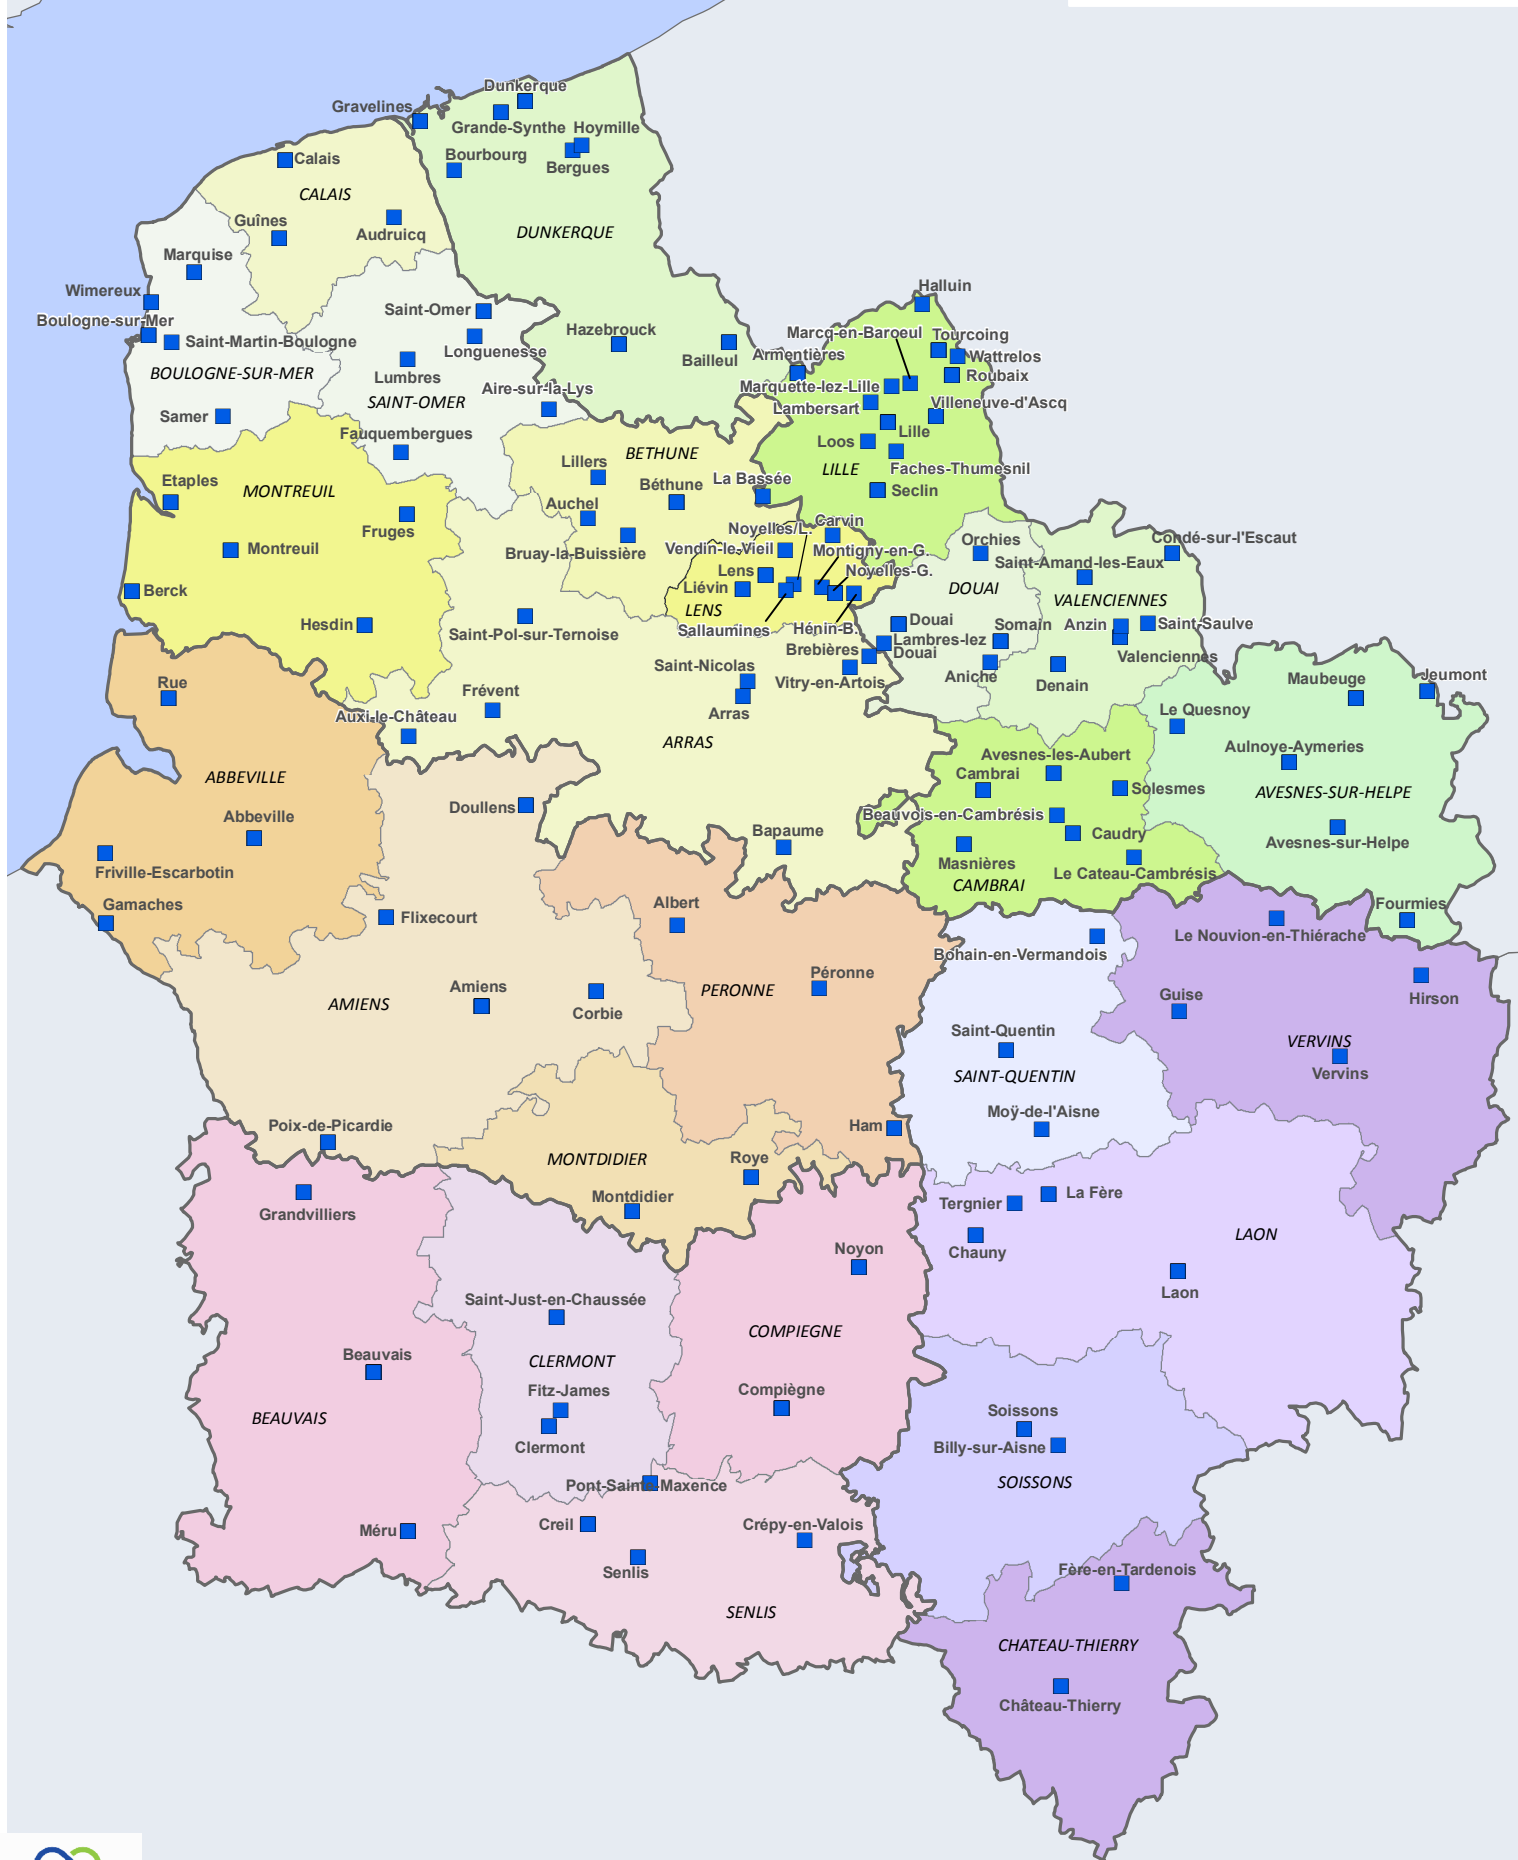 Dunkerque
Gravelines
Grande-Synthe
Hoymille
Bourbourg
Bergues
Calais
CALAIS
Guînes
Audruicq
DUNKERQUE
Marquise
Wimereux
Boulogne-sur-Mer
Saint-Martin-Boulogne
BOULOGNE-SUR-MER
Samer
Saint-Omer
Longuenesse
Lumbres
SAINT-OMER
Aire-sur-la-Lys
Fauquembergues
Hazebrouck
Bailleul
Halluin
Marcq-en-Baroeul
Tourcoing
Armentières
Wattrelos
Marquette-lez-Lille
Roubaix
Lambersart
Villeneuve-d'Ascq
Lille
Loos
LILLE
Faches-Thumesnil
Seclin
La Bassée
BETHUNE
Lillers
Béthune
Auchel
Bruay-la-Buissière
Etaples
MONTREUIL
Fruges
Montreuil
Berck
Hesdin
Noyelles/L.
Carvin
Vendin-le-Vieil
Montigny-en-G.
Lens
Noyelles-G.
Liévin
LENS
Sallaumines
Hénin-B.
Orchies
DOUAI
Douai
Lambres-lez
Douai
Somain
Aniche
Condé-sur-l'Escaut
Saint-Amand-les-Eaux
VALENCIENNES
Anzin
Saint-Saulve
Valenciennes
Denain
Brebières
Vitry-en-Artois
Saint-Pol-sur-Ternoise
Saint-Nicolas
Arras
Frévent
Auxi-le-Château
ARRAS
Bapaume
Maubeuge
Jeumont
Le Quesnoy
Aulnoye-Aymeries
AVESNES-SUR-HELPE
Avesnes-sur-Helpe
Fourmies
Avesnes-les-Aubert
Cambrai
Solesmes
Beauvois-en-Cambrésis
Caudry
Masnières
Le Cateau-Cambrésis
CAMBRAI
Rue
ABBEVILLE
Abbeville
Friville-Escarbotin
Gamaches
Doullens
Flixecourt
AMIENS
Amiens
Corbie
Poix-de-Picardie
Albert
Péronne
PERONNE
Ham
MONTDIDIER
Roye
Montdidier
Bohain-en-Vermandois
Saint-Quentin
SAINT-QUENTIN
Moÿ-de-l'Aisne
Le Nouvion-en-Thiérache
Hirson
Guise
VERVINS
Vervins
Tergnier
La Fère
Chauny
LAON
Laon
Grandvilliers
Beauvais
BEAUVAIS
Méru
Saint-Just-en-Chaussée
CLERMONT
Fitz-James
Clermont
Noyon
COMPIEGNE
Compiègne
Pont-Sainte-Maxence
Creil
Crépy-en-Valois
Senlis
SENLIS
Soissons
Billy-sur-Aisne
SOISSONS
Fère-en-Tardenois
CHATEAU-THIERRY
Château-Thierry